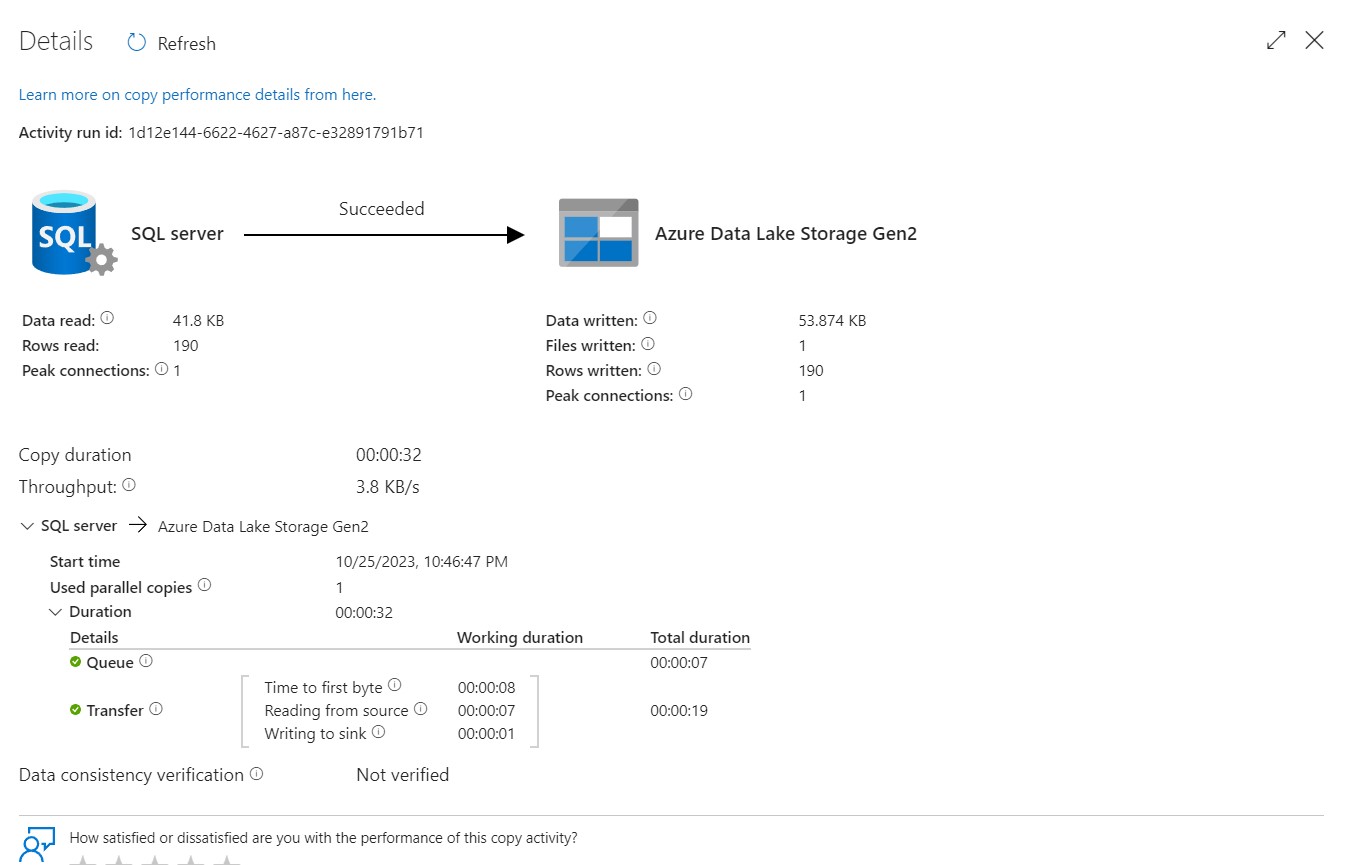 Details Refresh
Learn more on copy performance details from here.
Activity run id: 1d12e144-6622-4627-a87c-e32891791b71
Succeeded
SQL SQL server Azure Data Lake Storage Gen2
Data read: 41.8 KB Data written: 53.874 KB
Rows read: 190 Files written: 1
Peak connections: 1 Rows written: 190
Peak connections: 1
Copy duration 00:00:32
Throughput: 3.8 KB/s
SQL server → Azure Data Lake Storage Gen2
Start time 10/25/2023, 10:46:47 PM
Used parallel copies 1
Duration 00:00:32
Details Working duration Total duration
Queue 00:00:07
Time to first byte 00:00:08
Transfer Reading from source 00:00:07 00:00:19
Writing to sink 00:00:01
Data consistency verification Not verified
How satisfied or dissatisfied are you with the performance of this copy activity?